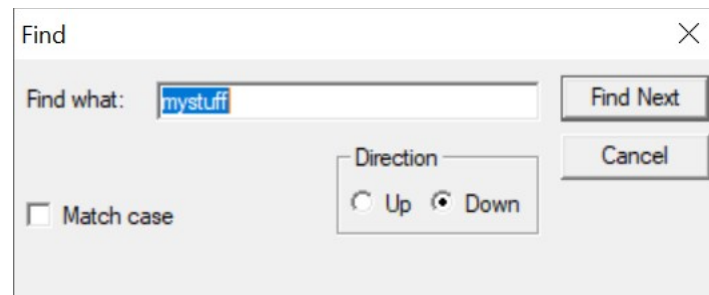 Find
Find what: mystuff Find Next
Direction Cancel
Up Down
Match case